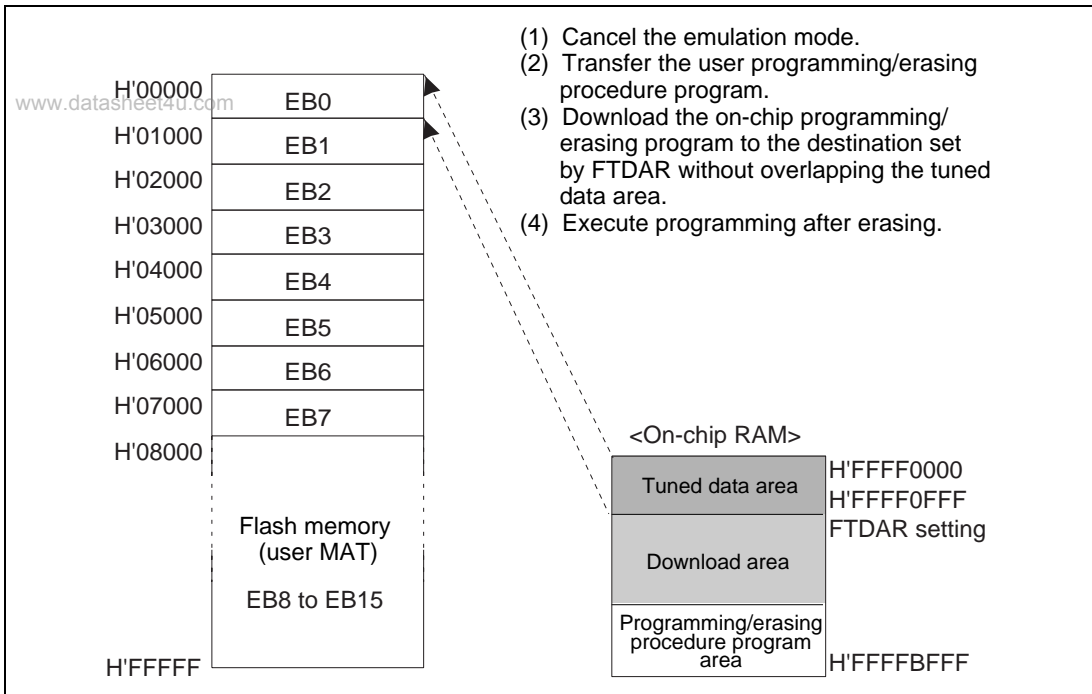 (1) Cancel the emulation mode.
(2) Transfer the user programming/erasing
procedure program.
(3) Download the on-chip programming/
erasing program to the destination set
by FTDAR without overlapping the tuned
data area.
(4) Execute programming after erasing.
H'00000
www.datasheet4u.com
EB0
H'01000
EB1
H'02000
EB2
H'03000
EB3
H'04000
EB4
H'05000
EB5
H'06000
EB6
H'07000
EB7
H'08000
Flash memory
(user MAT)
EB8 to EB15
H'FFFFF
<On-chip RAM>
Tuned data area
H'FFFF0000
H'FFFF0FFF
FTDAR setting
Download area
Programming/erasing
procedure program
area
H'FFFFBFFF